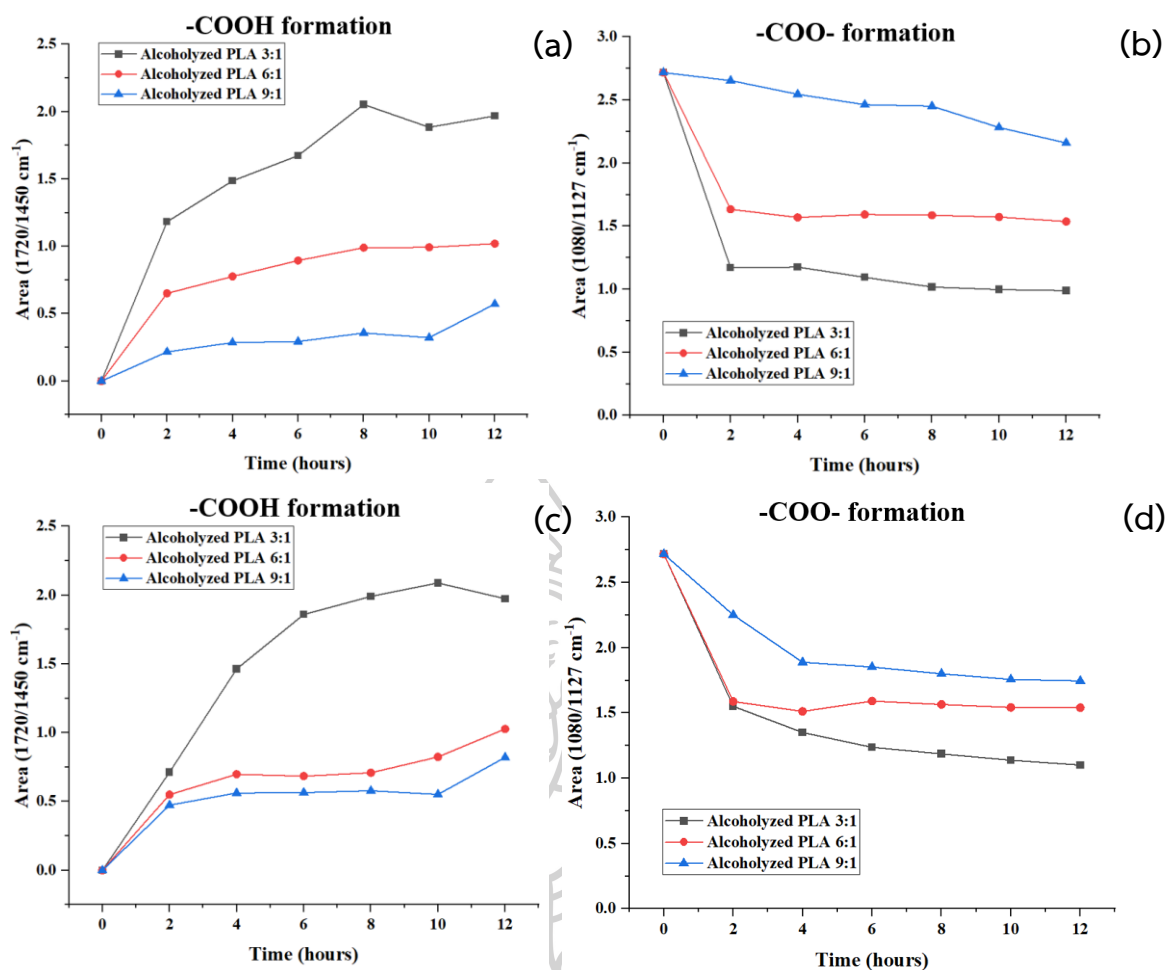 -COOH formation
(a)
Alcoholyzed PLA 3:1
Alcoholyzed PLA 6:1
Alcoholyzed PLA 9:1
Area (1720/1450 cm⁻¹)
2.5
2.0
1.5
1.0
0.5
0.0
0 2 4 6 8 10 12
Time (hours)
-COO- formation
(b)
Area (1080/1127 cm⁻¹)
3.0
2.5
2.0
1.5
1.0
0.5
0.0
Alcoholyzed PLA 3:1
Alcoholyzed PLA 6:1
Alcoholyzed PLA 9:1
0 2 4 6 8 10 12
Time (hours)
-COOH formation
(c)
Alcoholyzed PLA 3:1
Alcoholyzed PLA 6:1
Alcoholyzed PLA 9:1
Area (1720/1450 cm⁻¹)
2.5
2.0
1.5
1.0
0.5
0.0
0 2 4 6 8 10 12
Time (hours)
-COO- formation
(d)
Area (1080/1127 cm⁻¹)
3.0
2.5
2.0
1.5
1.0
0.5
0.0
Alcoholyzed PLA 3:1
Alcoholyzed PLA 6:1
Alcoholyzed PLA 9:1
0 2 4 6 8 10 12
Time (hours)